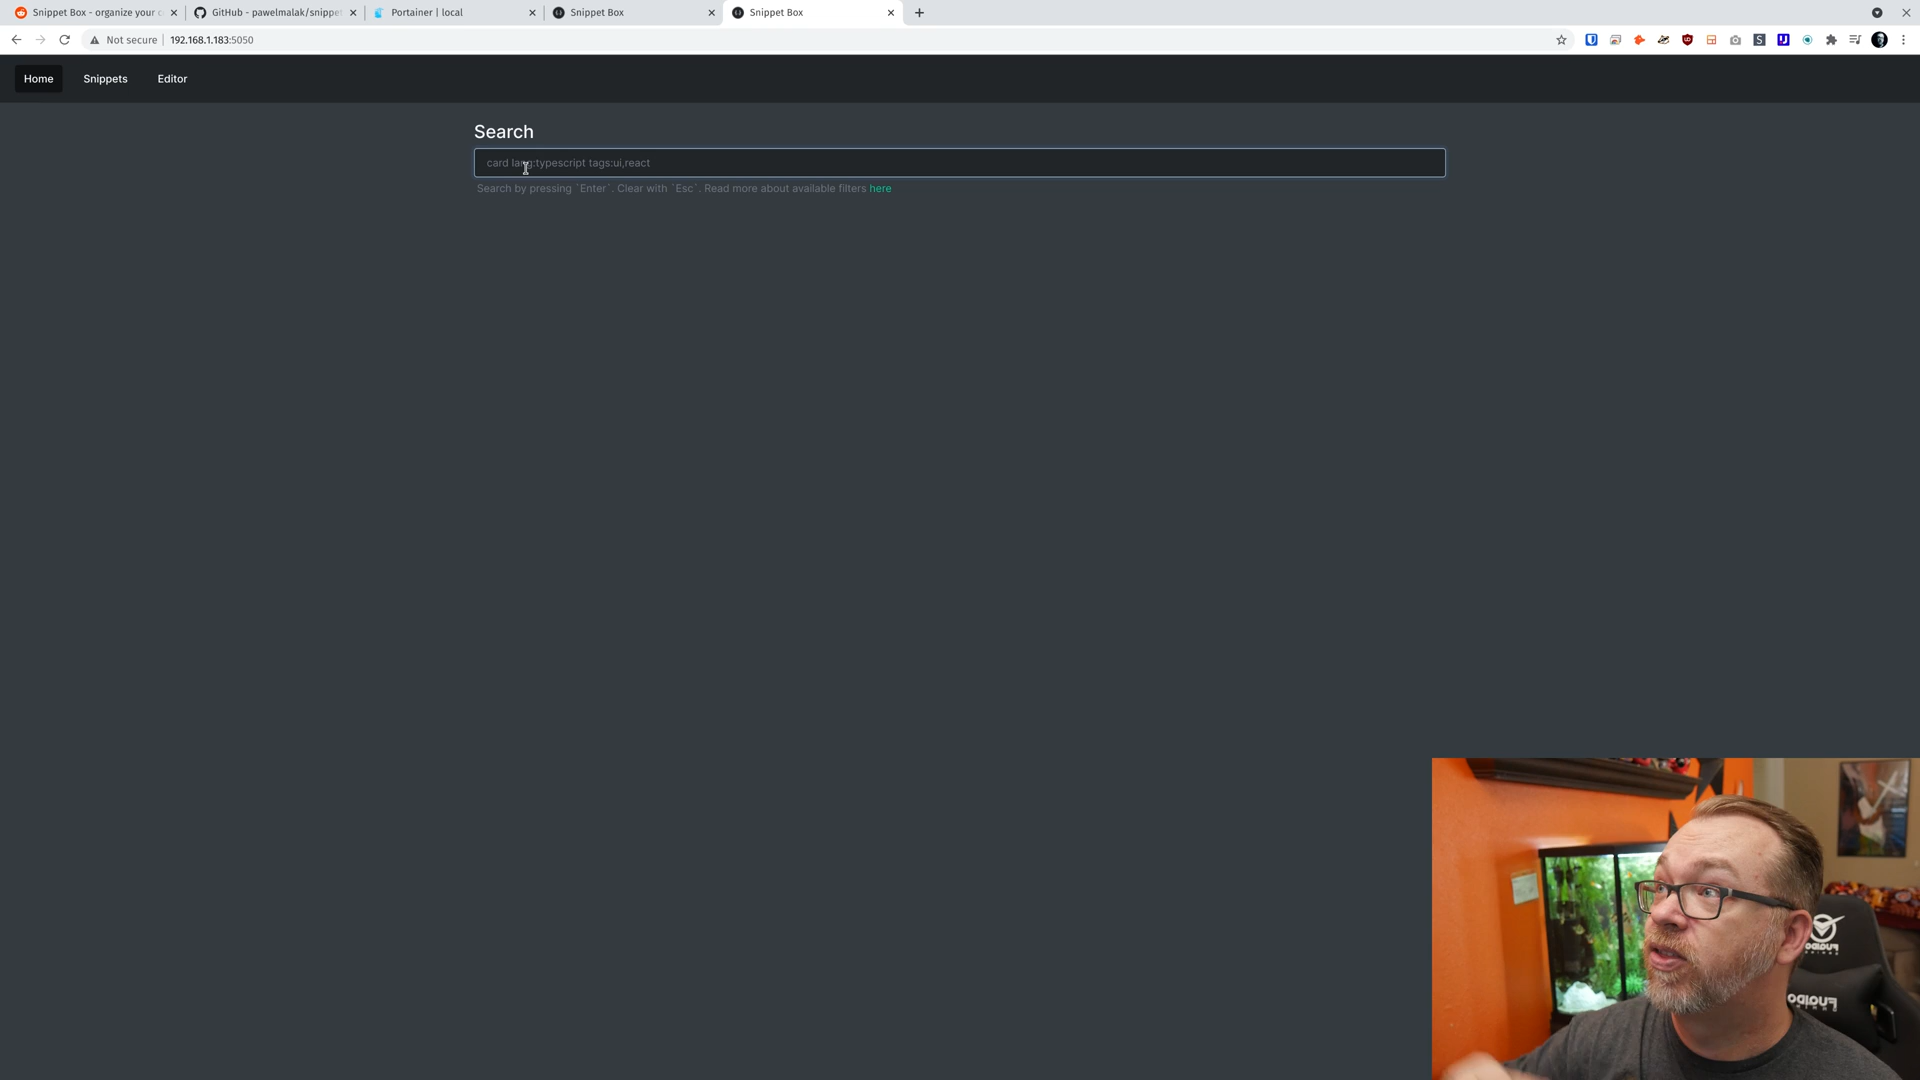 Snippet Box - organize your c
GitHub - pawelmalak/snippet
Portainer | local
Snippet Box
Snippet Box
Not secure
192.168.1.183:5050
Home
Snippets
Editor
Search
card lang:typescript tags:ui,react
Search by pressing `Enter`. Clear with `Esc`. Read more about available filters here